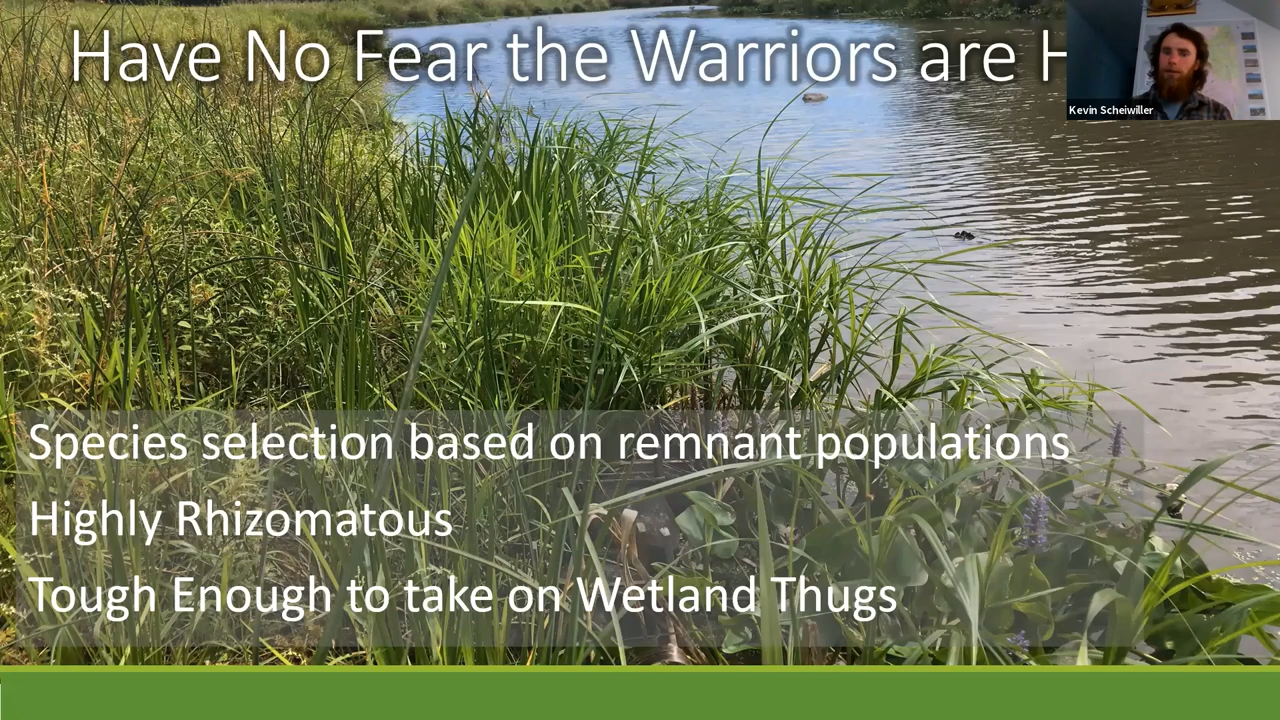 Have No Fear the Warriors are H
Kevin Scheiwiller
Species selection based on remnant populations
Highly Rhizomatous
Tough Enough to take on Wetland Thugs